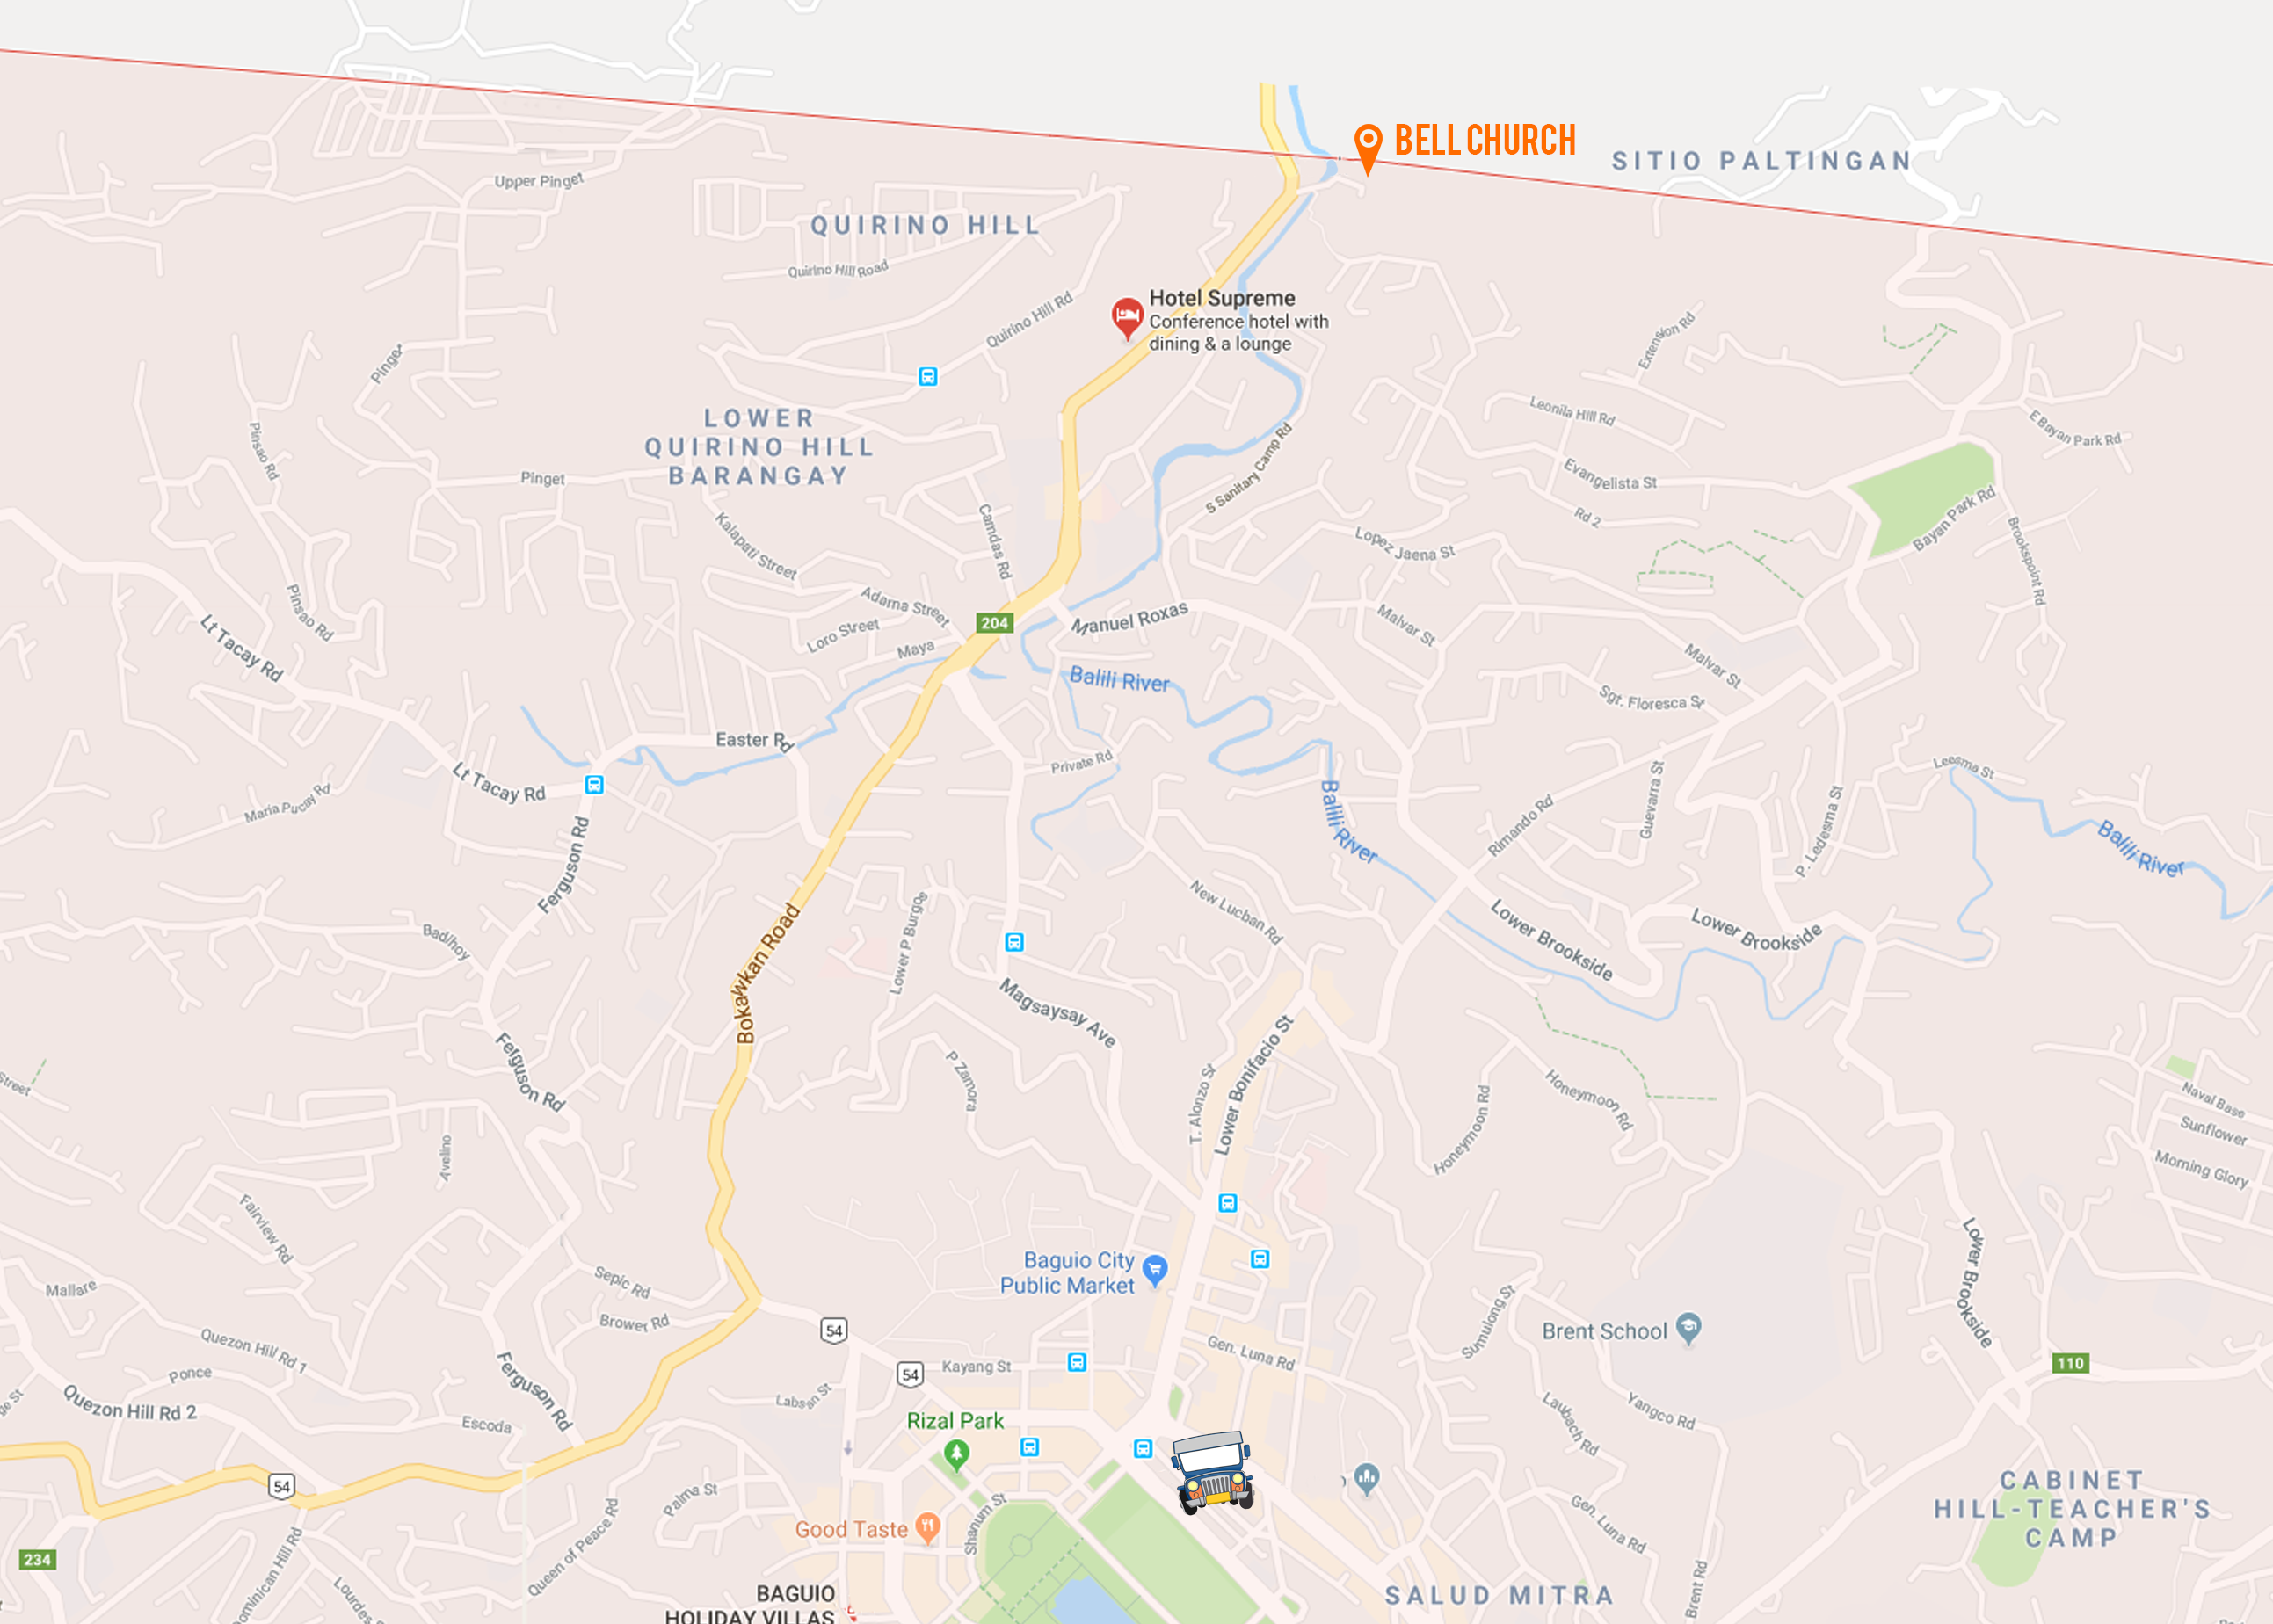 BELL CHURCH
SITIO PALTINGAN
Upper Pinget
QUIRINO HILL
Quirino Hill Road
Hotel Supreme
Conference hotel with
dining & a lounge
Quirino Hill Rd
Extension Rd
Pinget
LOWER
QUIRINO HILL
BARANGAY
Leonila Hill Rd
E Bayan Park Rd
Pinsao Rd
Pinget
S Sanitary Camp Rd
Evangelista St
Rd 2
Bayan Park Rd
Brookspoint Rd
Kalapati Street
Camdas Rd
Lopez Jaena St
Pinsao Rd
Adarna Street
Loro Street
Maya
204
Manuel Roxas
Malvar St
Lt Tacay Rd
Balili River
Malvar St
Sgt. Floresca St
Easter Rd
Private Rd
Lt Tacay Rd
Maria Pucay Rd
Balili River
Guevarra St
Rimando Rd
P. Ledesma St
Leesma St
Balili River
Ferguson Rd
Bokawkan Road
Lower P Burgos
New Lucban Rd
Lower Brookside
Lower Brookside
Badihoy
Magsaysay Ave
Ferguson Rd
P Zamora
T. Alonzo St
Lower Bonifacio St
Honeymoon Rd
Honeymoon Rd
Street
Naval Base
Sunflower
Morning Glory
Avelino
Fairview Rd
Mallare
Sepic Rd
Brower Rd
Baguio City
Public Market
Sumulong St
Brent School
Lower Brookside
54
54
Kayang St
Gen. Luna Rd
110
Quezon Hill Rd 1
Ponce
Quezon Hill Rd 2
Ferguson Rd
Escoda
Labsan St
Rizal Park
Laubach Rd
Yangco Rd
54
Palma St
Good Taste
Shanum St
Gen. Luna Rd
CABINET
HILL-TEACHER'S
CAMP
234
Dominican Hill Rd
Queen of Peace Rd
Lourdes
Brent Rd
BAGUIO
HOLIDAY VILLAS
SALUD MITRA